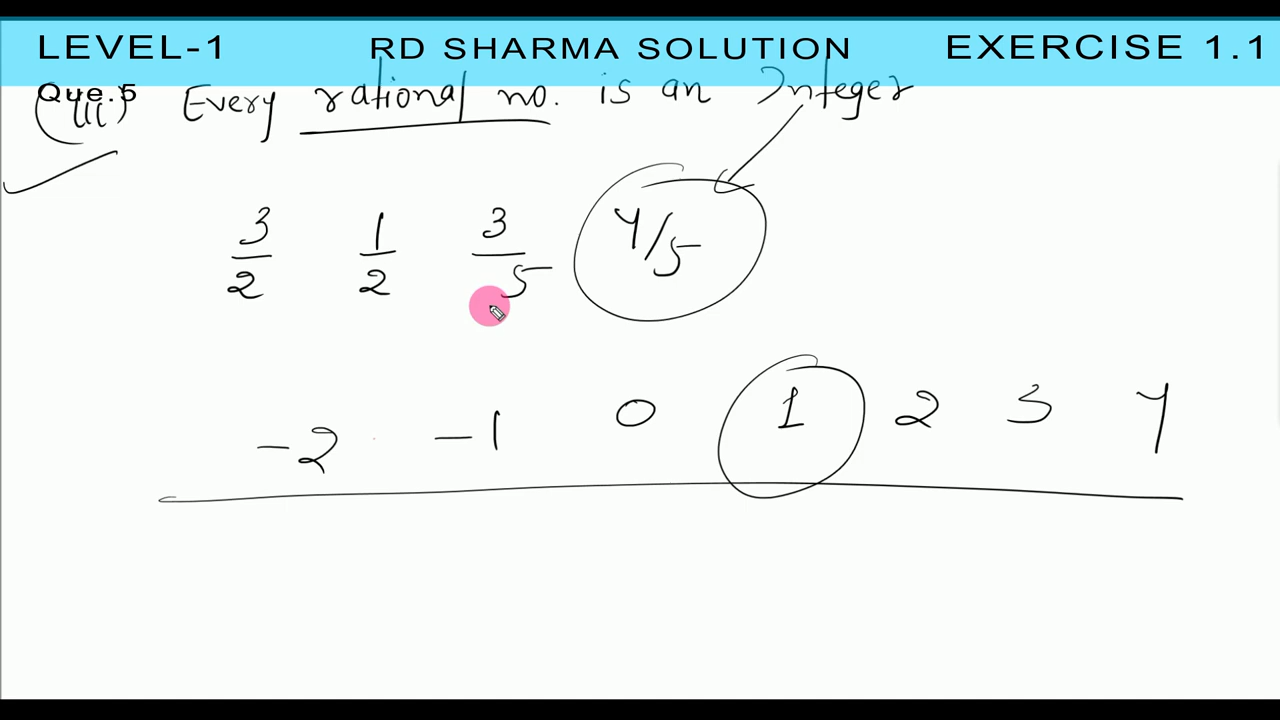 LEVEL-1 RD SHARMA SOLUTION EXERCISE 1.1
Que.5
(iii) Every rational no. is an Integer
3/2 1/2 3/5 4/5
-2 -1 0 1 2 3 4